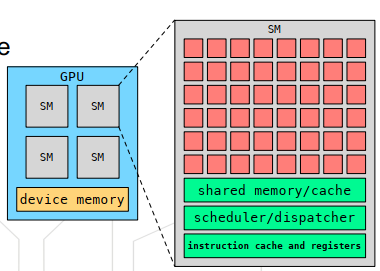 e
GPU
SM SM
SM SM
device memory
SM
shared memory/cache
scheduler/dispatcher
instruction cache and registers